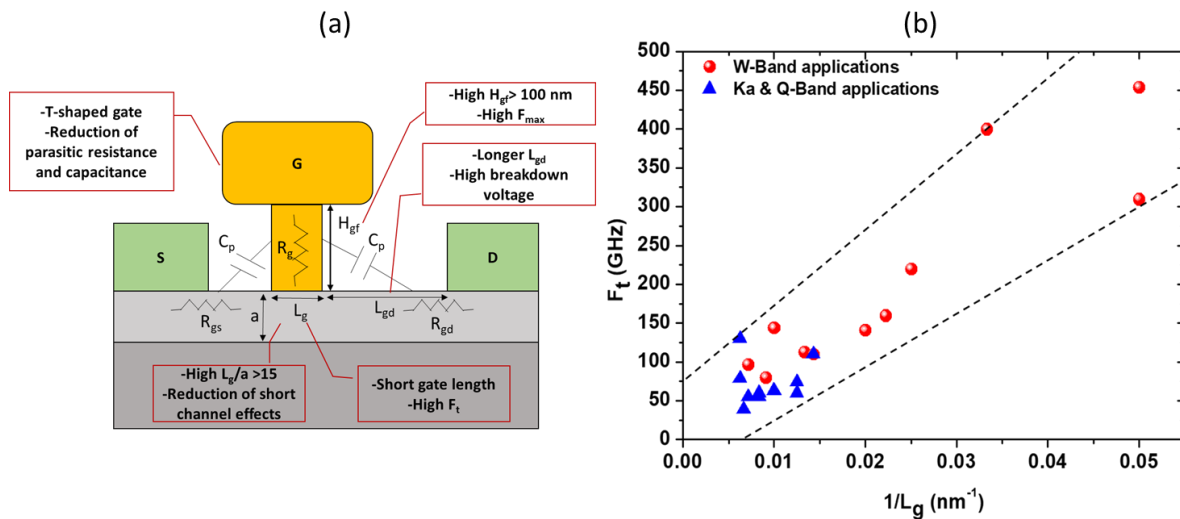 (a)
-T-shaped gate
-Reduction of
parasitic resistance
and capacitance
-High Hgf> 100 nm
-High Fmax
-Longer Lgd
-High breakdown
voltage
G
S
D
Hgf
Cp
Rg
Cp
Rgs
a
Lg
Lgd
Rgd
-High Lg/a >15
-Reduction of short
channel effects
-Short gate length
-High Ft
(b)
W-Band applications
Ka & Q-Band applications
Ft (GHz)
500
450
400
350
300
250
200
150
100
50
0
0.00
0.01
0.02
0.03
0.04
0.05
1/Lg (nm⁻¹)